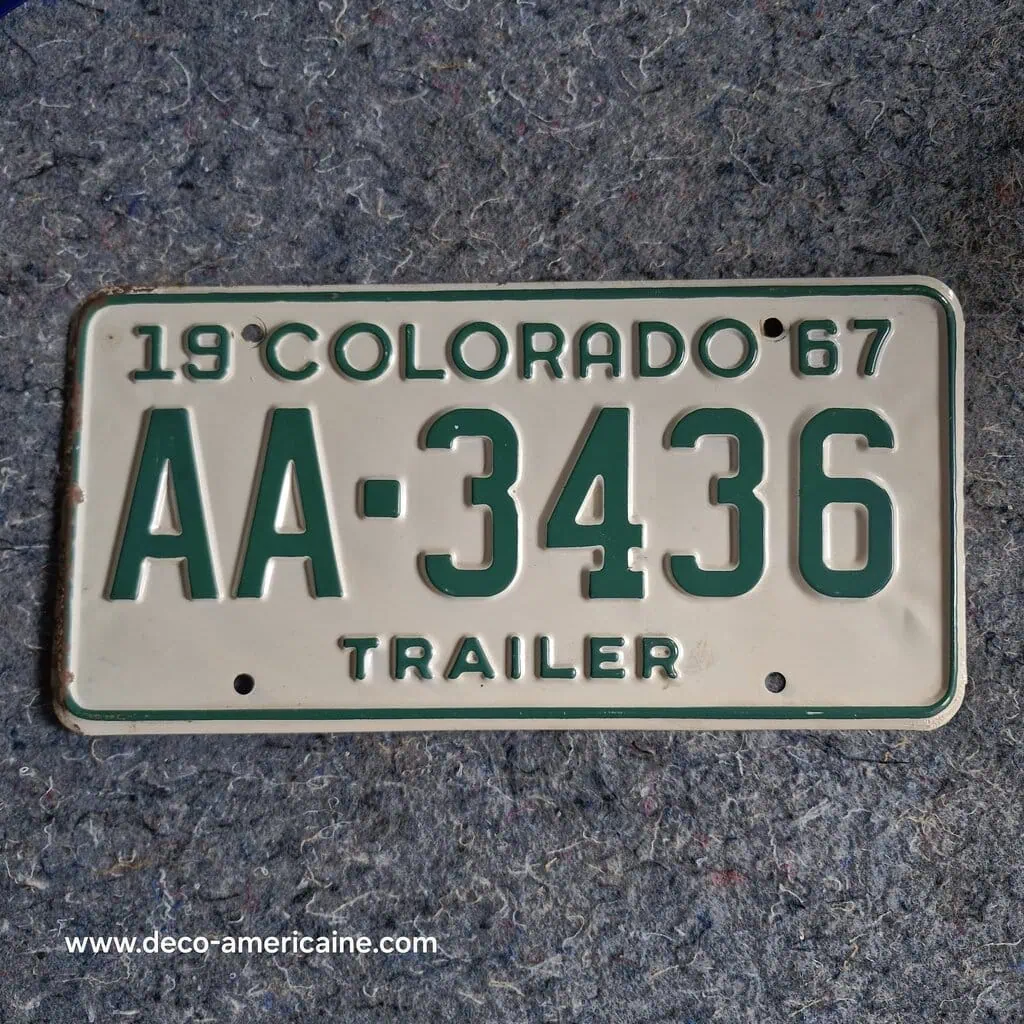 19 COLORADO 67
AA·3436
TRAILER
www.deco-americaine.com